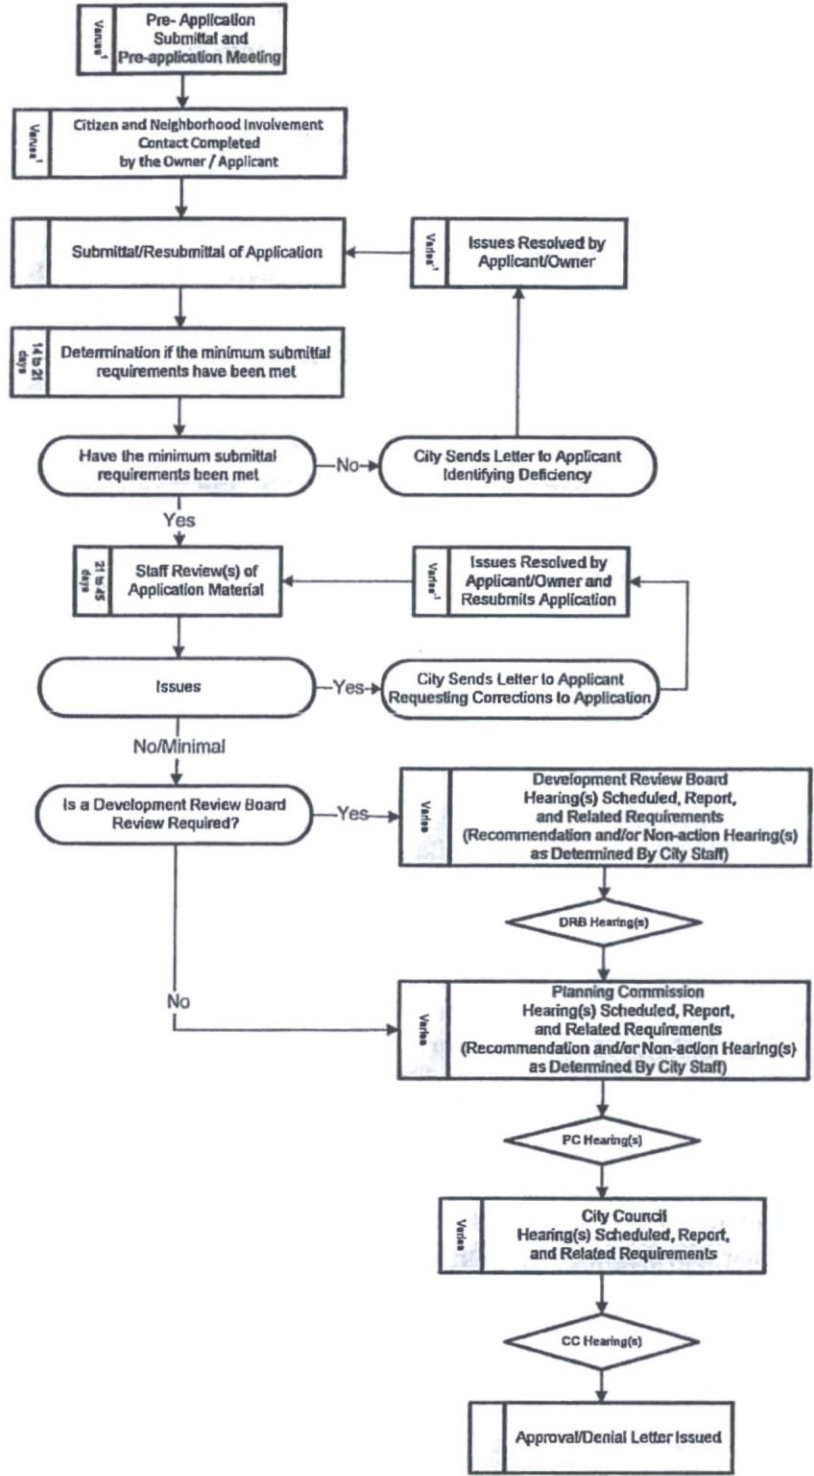 Varies¹
Pre- Application
Submittal and
Pre-application Meeting
Varies¹
Citizen and Neighborhood Involvement
Contact Completed
by the Owner / Applicant
Submittal/Resubmittal of Application
Varies¹
Issues Resolved by
Applicant/Owner
14 to 21
days
Determination if the minimum submittal
requirements have been met
Have the minimum submittal
requirements been met
No
City Sends Letter to Applicant
Identifying Deficiency
Yes
21 to 45
days
Staff Review(s) of
Application Material
Varies¹
Issues Resolved by
Applicant/Owner and
Resubmits Application
Issues
Yes
City Sends Letter to Applicant
Requesting Corrections to Application
No/Minimal
Is a Development Review Board
Review Required?
Yes
Varies
Development Review Board
Hearing(s) Scheduled, Report,
and Related Requirements
(Recommendation and/or Non-action Hearing(s)
as Determined By City Staff)
DRB Hearing(s)
No
Varies
Planning Commission
Hearing(s) Scheduled, Report,
and Related Requirements
(Recommendation and/or Non-action Hearing(s)
as Determined By City Staff)
PC Hearing(s)
Varies
City Council
Hearing(s) Scheduled, Report,
and Related Requirements
CC Hearing(s)
Approval/Denial Letter Issued